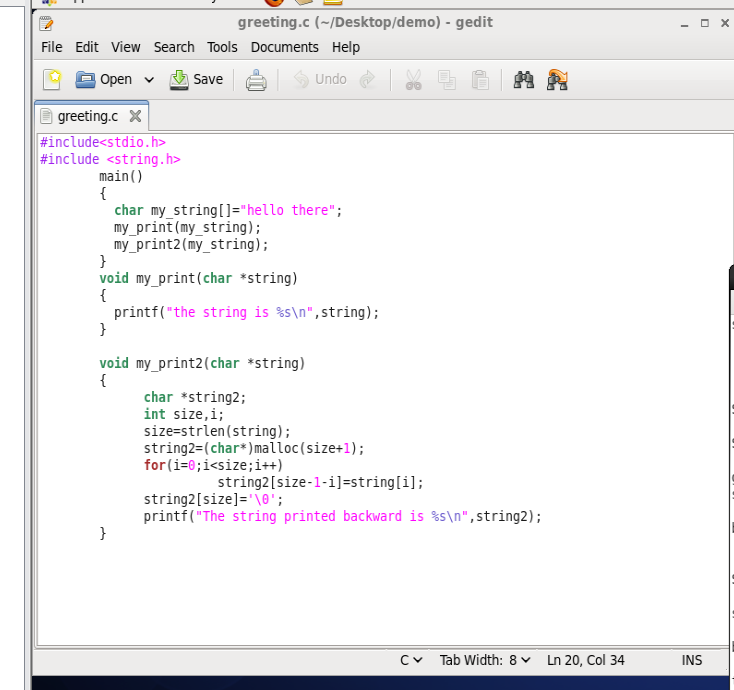 greeting.c (~/Desktop/demo) - gedit
File Edit View Search Tools Documents Help
Open Save Undo
greeting.c
#include<stdio.h>
#include <string.h>
main()
{
char my_string[]="hello there";
my_print(my_string);
my_print2(my_string);
}
void my_print(char *string)
{
printf("the string is %s\n",string);
}
void my_print2(char *string)
{
char *string2;
int size,i;
size=strlen(string);
string2=(char*)malloc(size+1);
for(i=0;i<size;i++)
string2[size-1-i]=string[i];
string2[size]='\0';
printf("The string printed backward is %s\n",string2);
}
C Tab Width: 8 Ln 20, Col 34 INS